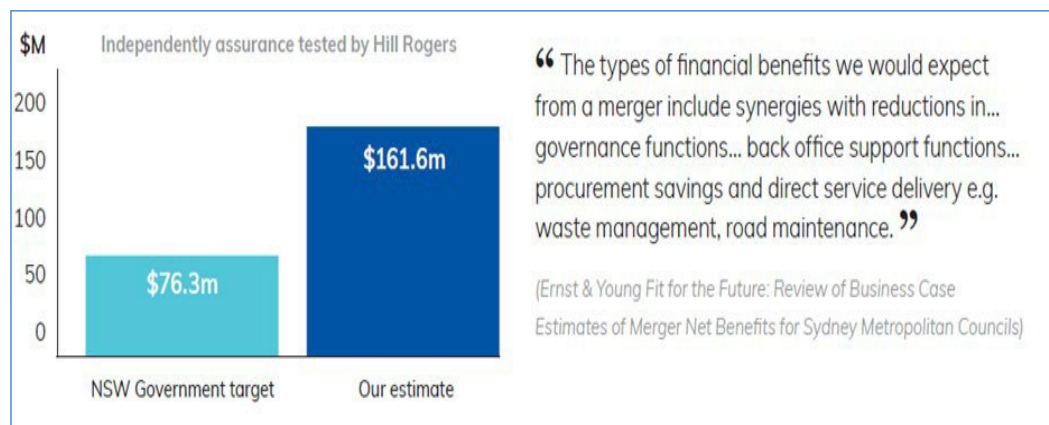 $M
Independently assurance tested by Hill Rogers
200
150
100
50
0
$76.3m
$161.6m
NSW Government target
Our estimate
“ The types of financial benefits we would expect
from a merger include synergies with reductions in...
governance functions... back office support functions...
procurement savings and direct service delivery e.g.
waste management, road maintenance. ”
(Ernst & Young Fit for the Future: Review of Business Case
Estimates of Merger Net Benefits for Sydney Metropolitan Councils)